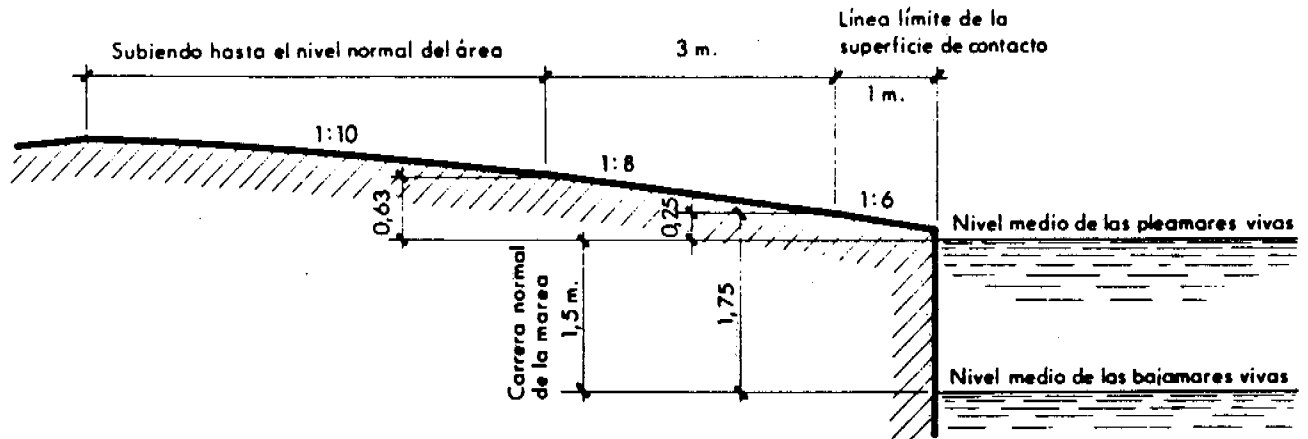 Línea límite de la
superficie de contacto
Subiendo hasta el nivel normal del área
3 m.
1 m.
1:10
1:8
1:6
0,63
0,25
Nivel medio de las pleamares vivas
Carrera normal
de la marea
1,5 m.
1,75
Nivel medio de las bajamares vivas